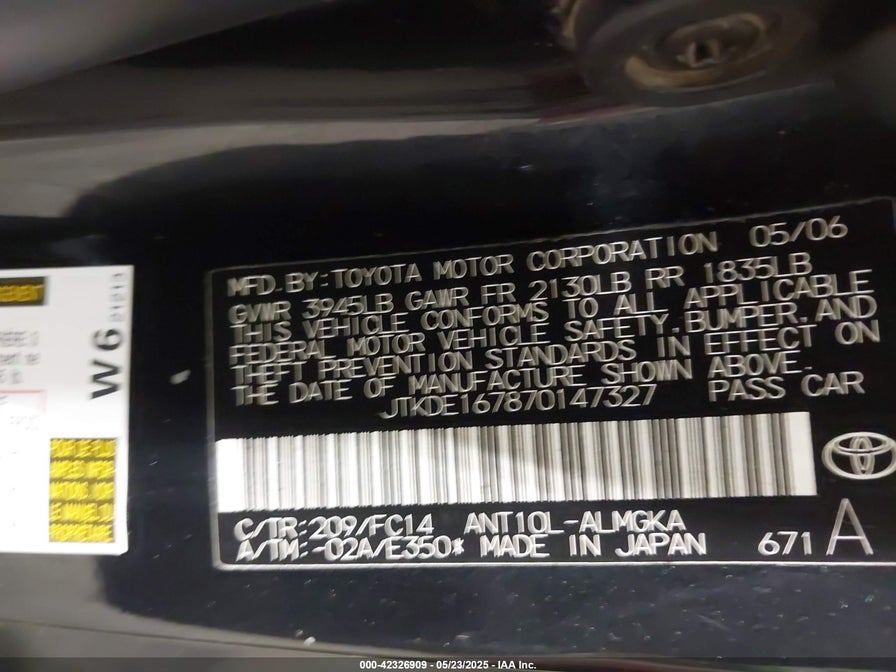 MFD.BY:TOYOTA MOTOR CORPORATION 05/06
GVWR 3945LB GAWR FR 2130LB RR 1835LB
THIS VEHICLE CONFORMS TO ALL APPLICABLE
FEDERAL MOTOR VEHICLE SAFETY,BUMPER,AND
THEFT PREVENTION STANDARDS IN EFFECT ON
THE DATE OF MANUFACTURE SHOWN ABOVE.
JTKDE167870147327 PASS CAR
C/TR:209/FC14 ANT10L-ALMGKA
A/TM:-02A/E350* MADE IN JAPAN 671 A
W6
000-42326909 - 05/23/2025 - IAA Inc.